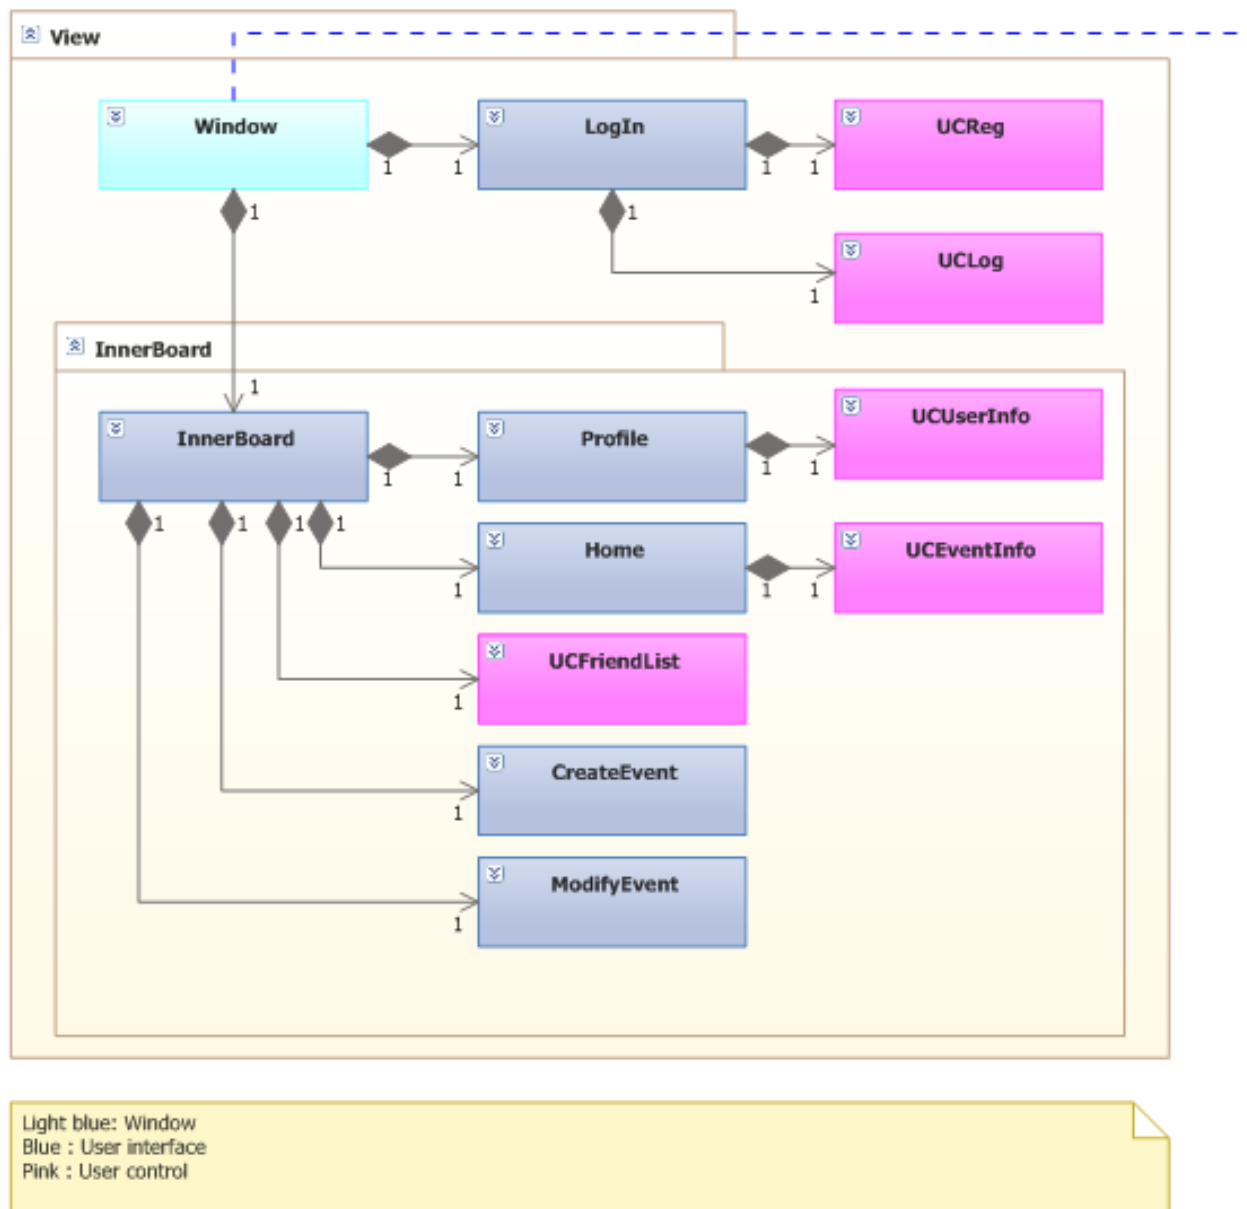 View
Window
LogIn
UCReg
1
1
1
1
1
1
UCLog
1
InnerBoard
1
InnerBoard
Profile
UCUserInfo
1
1
1
1
1
1
1
1
Home
UCEventInfo
1
1
1
UCFriendList
1
CreateEvent
1
ModifyEvent
1
Light blue: Window
Blue : User interface
Pink : User control